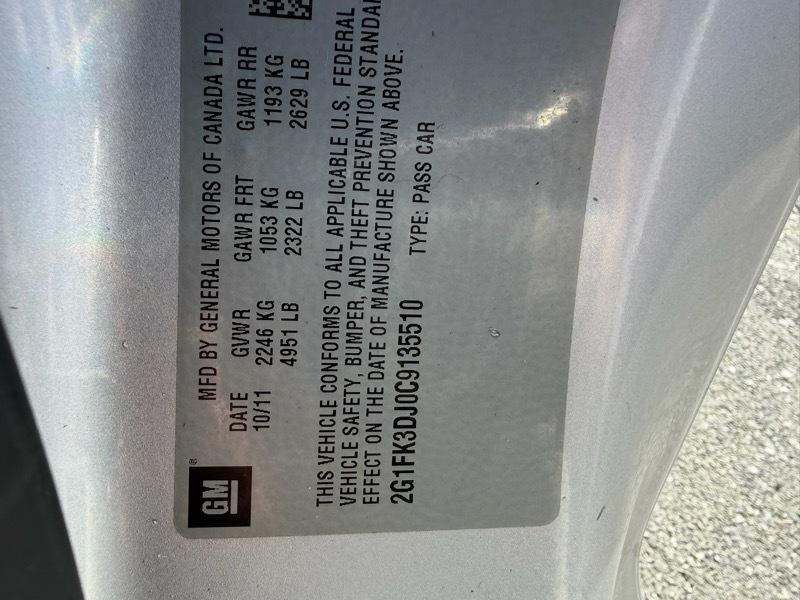 GM ®
MFD BY GENERAL MOTORS OF CANADA LTD.
DATE GVWR GAWR FRT GAWR RR
10/11 2246 KG 1053 KG 1193 KG
4951 LB 2322 LB 2629 LB
THIS VEHICLE CONFORMS TO ALL APPLICABLE U.S. FEDERAL
VEHICLE SAFETY, BUMPER, AND THEFT PREVENTION
EFFECT ON THE DATE OF MANUFACTURE SHOWN ABOVE.
2G1FK3DJ0C9135510 TYPE: PASS CAR